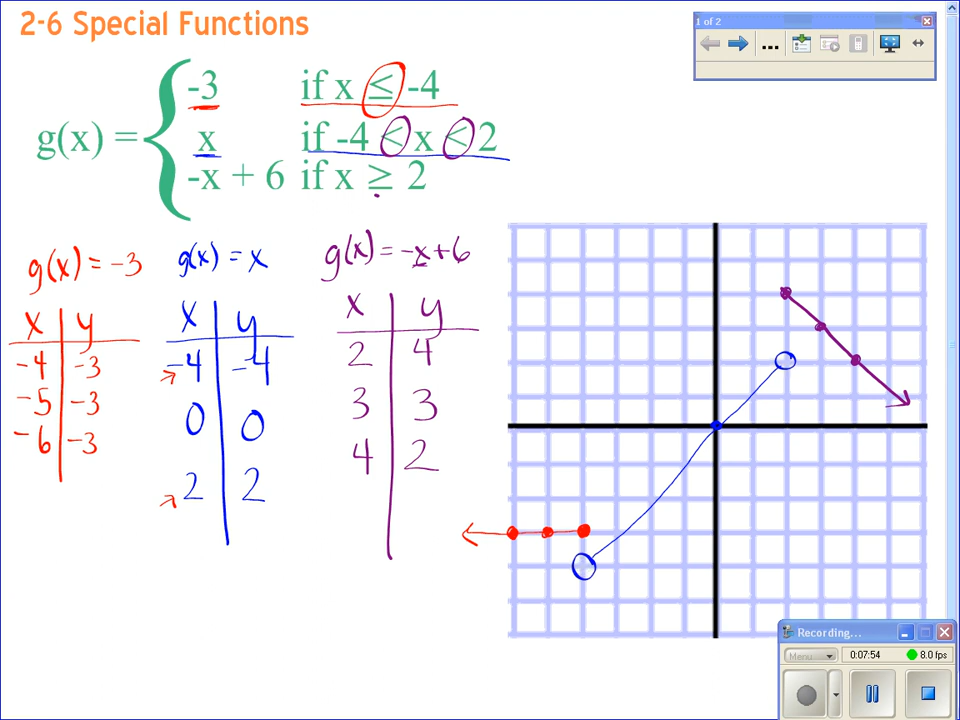 2-6 Special Functions
1 of 2
g(x) = { -3 if x ≤ -4
x if -4 < x < 2
-x + 6 if x ≥ 2
g(x) = -3
x y
-4 -3
-5 -3
-6 -3
g(x) = x
x y
-4 -4
0 0
2 2
g(x) = -x+6
x y
2 4
3 3
4 2
Recording...
Menu 0:07:54 8.0 fps